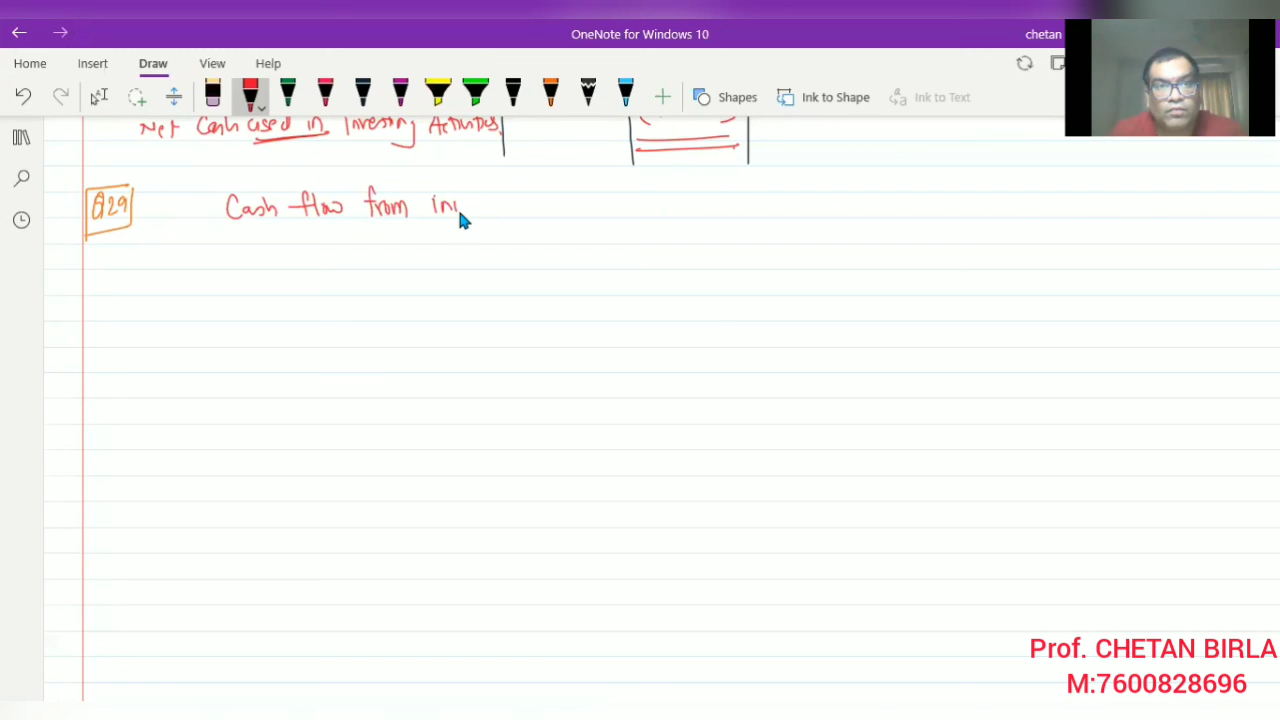 OneNote for Windows 10
chetan
Home Insert Draw View Help
Shapes Ink to Shape Ink to Text
Net Cash used in Investing Activities
Q29 Cash flow from inv
Prof. CHETAN BIRLA
M:7600828696